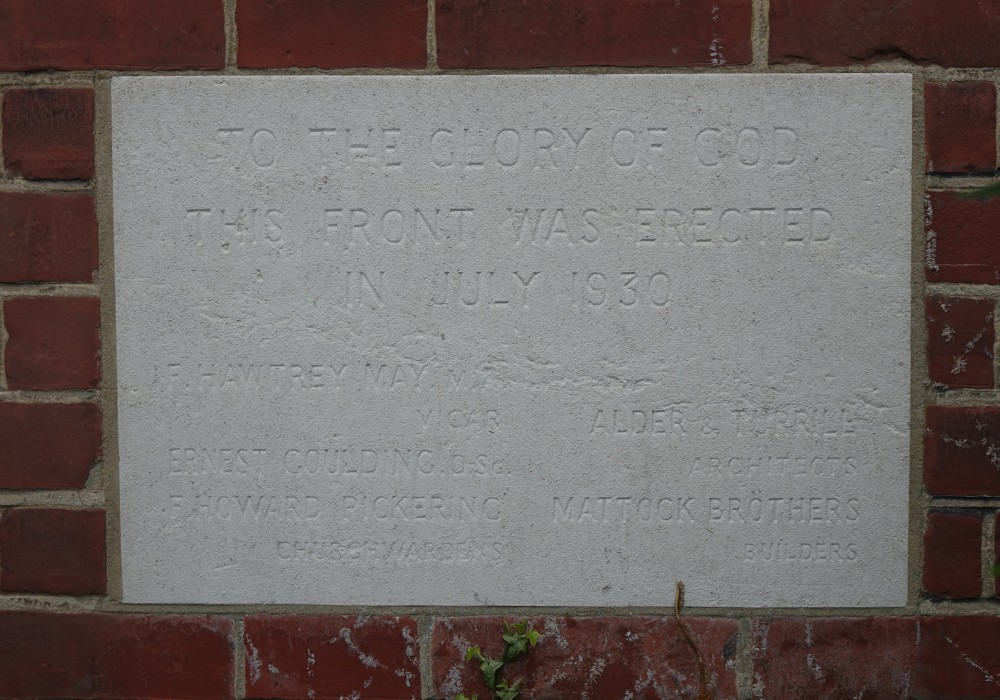 TO THE GLORY OF GOD
THIS FRONT WAS ERECTED
IN JULY 1930
F. HAWTREY MAY, M.A.
VICAR
ERNEST GOULDING, D.Sc.
F. HOWARD PICKERING
CHURCHWARDENS
ALDER & TURRILL
ARCHITECTS
MATTOCK BROTHERS
BUILDERS